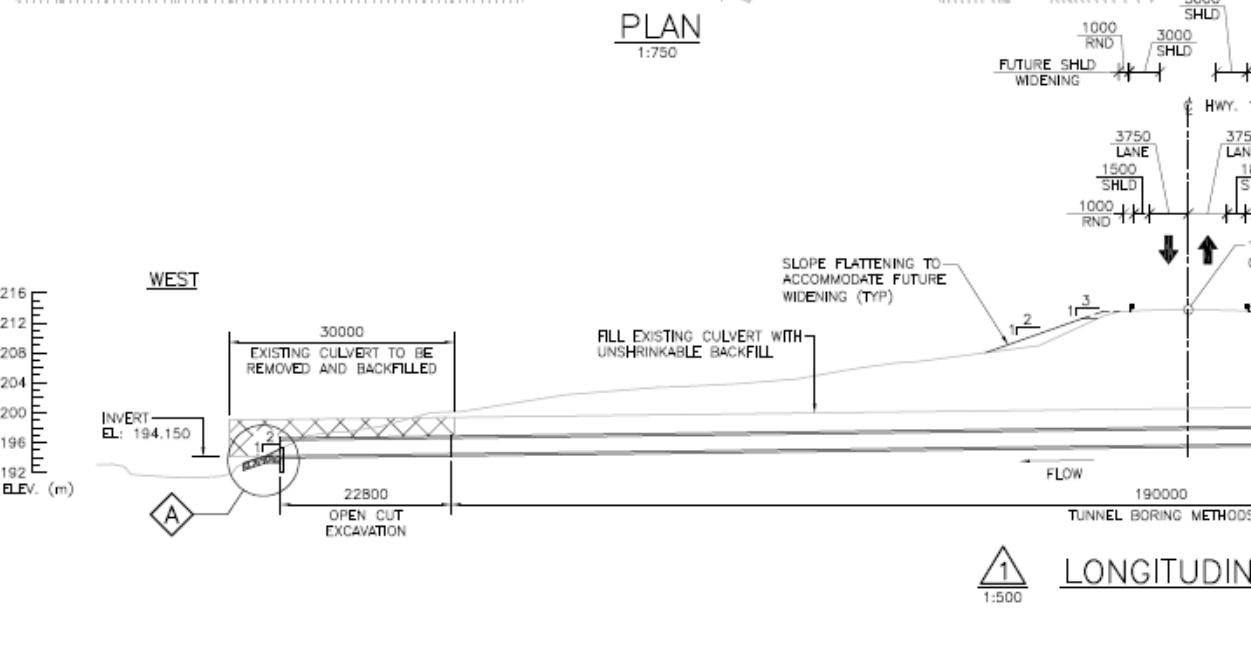 PLAN
1:750
SHLD
1000
RND
3000
SHLD
FUTURE SHLD
WIDENING
HWY.
3750
LANE
1500
SHLD
1000
RND
WEST
SLOPE FLATTENING TO
ACCOMMODATE FUTURE
WIDENING (TYP)
1
2
1
3
30000
EXISTING CULVERT TO BE
REMOVED AND BACKFILLED
FILL EXISTING CULVERT WITH
UNSHRINKABLE BACKFILL
216
212
208
204
200
196
192
ELEV. (m)
INVERT
EL: 194.150
1
2
FLOW
A
22800
OPEN CUT
EXCAVATION
190000
TUNNEL BORING METHODS
1
1:500
LONGITUDIN